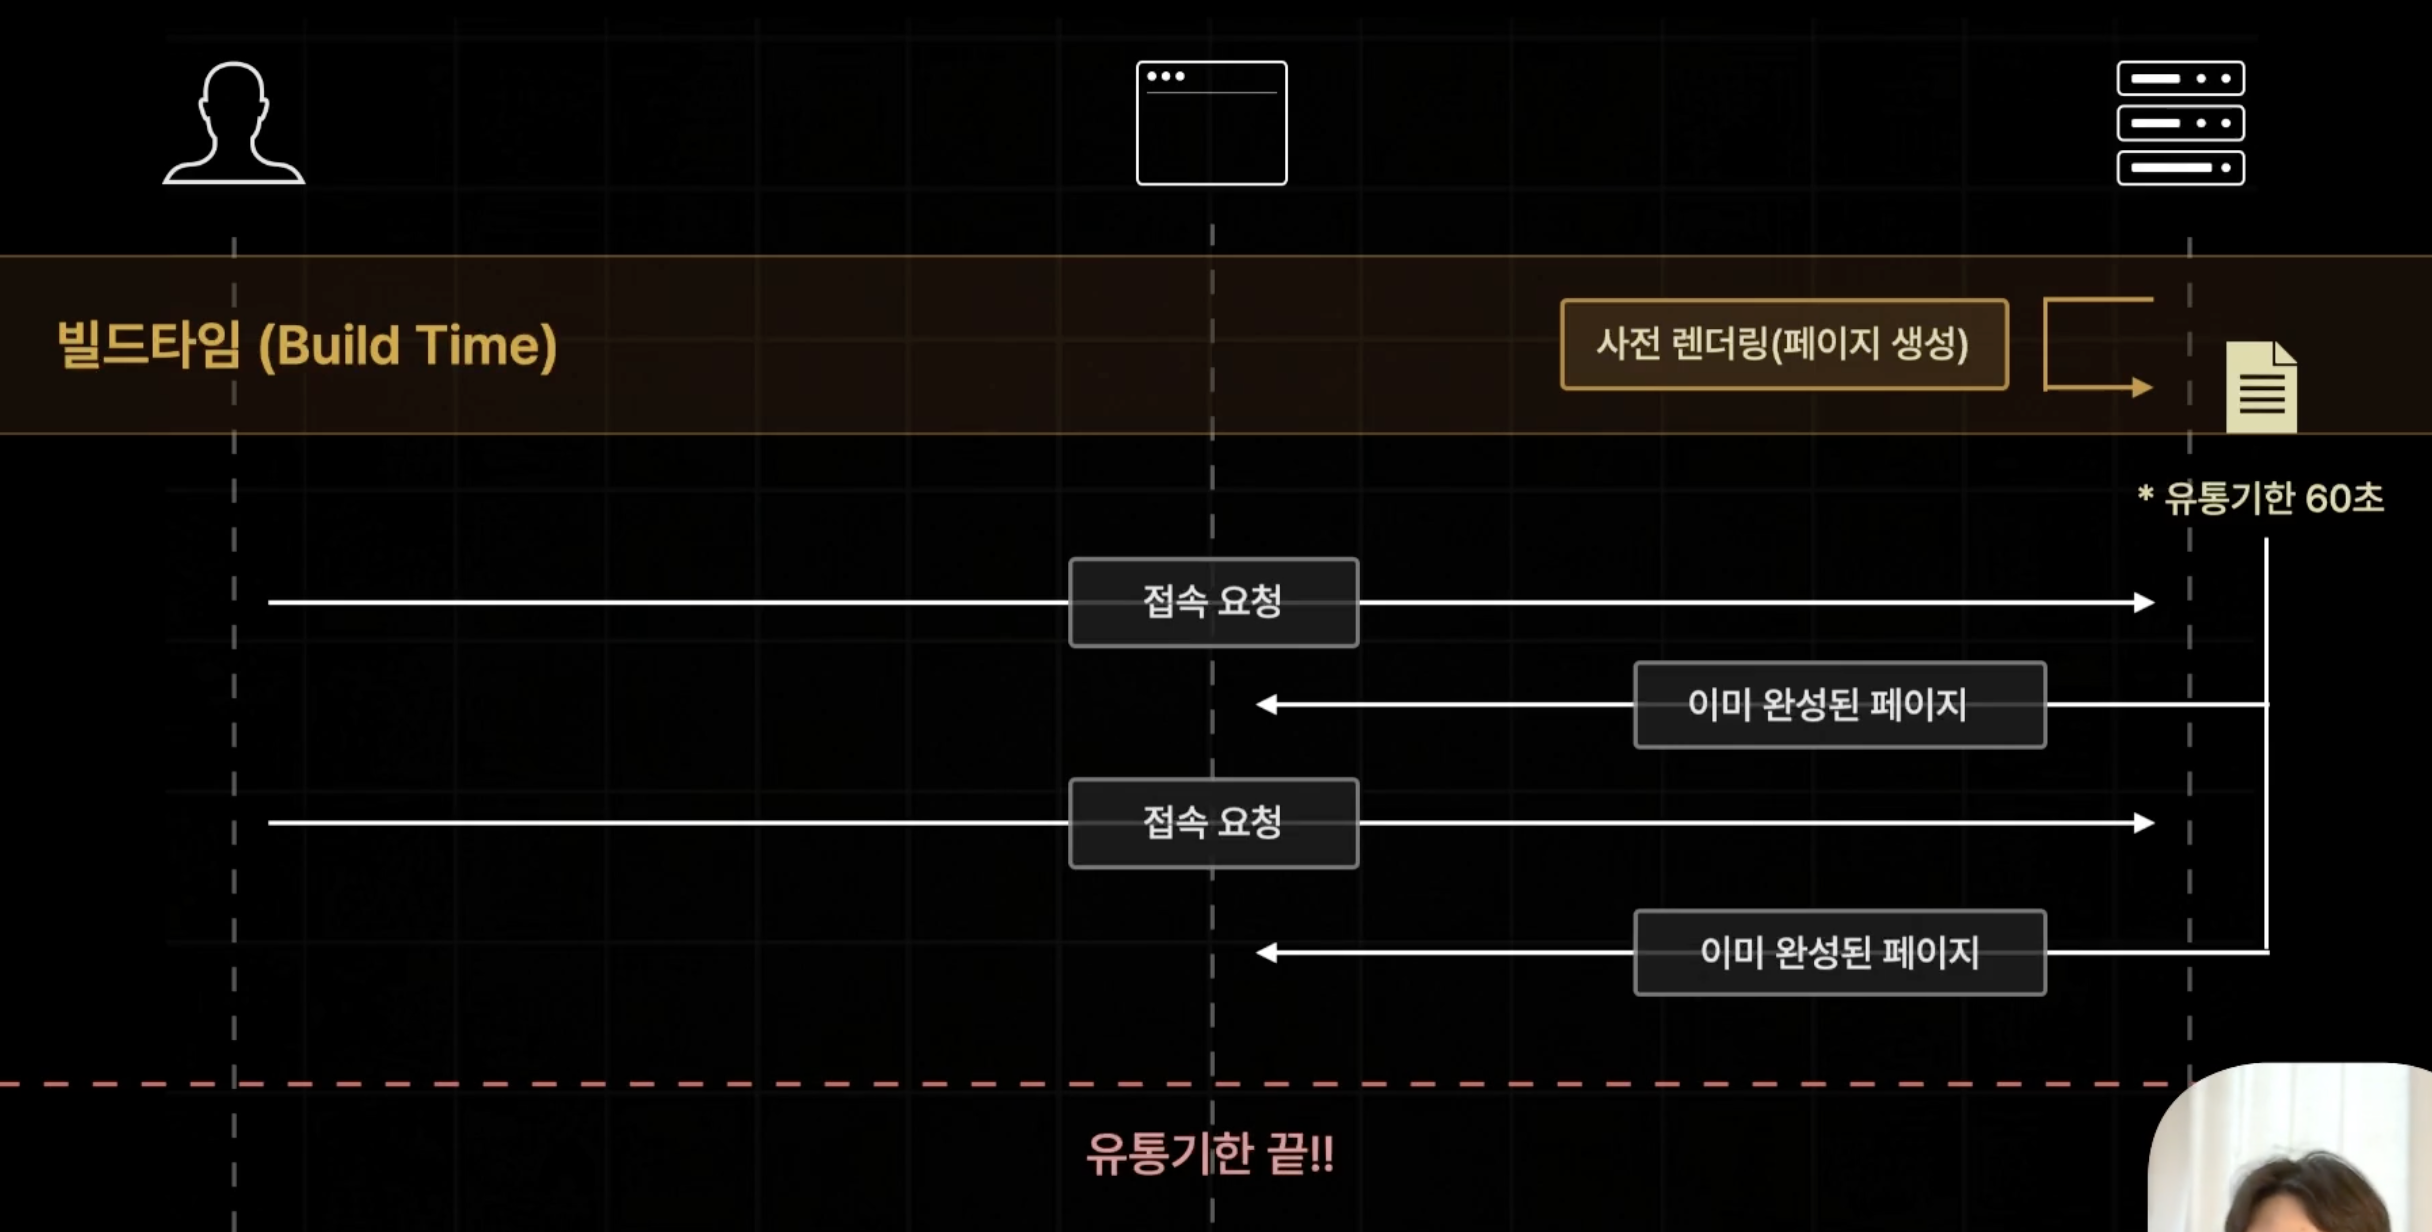 빌드타임 (Build Time)
사전 렌더링(페이지 생성)
* 유통기한 60초
접속 요청
이미 완성된 페이지
접속 요청
이미 완성된 페이지
유통기한 끝!!